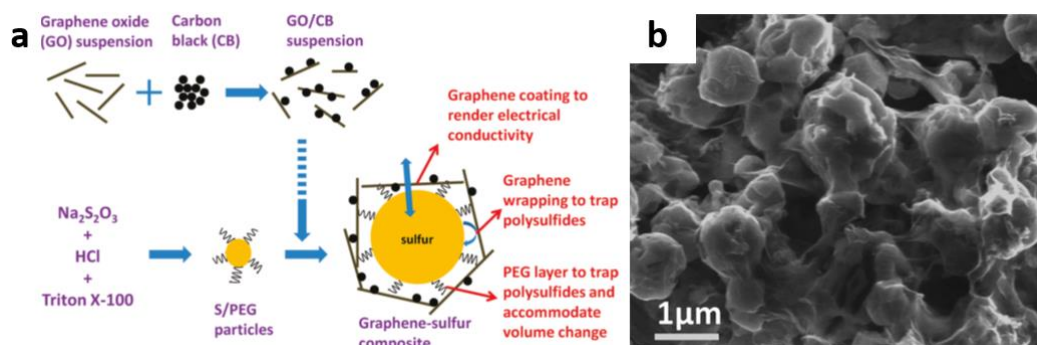 a
Graphene oxide
(GO) suspension
Carbon
black (CB)
GO/CB
suspension
Graphene coating to
render electrical
conductivity
Graphene
wrapping to trap
polysulfides
Na2S2O3
+
HCl
+
Triton X-100
S/PEG
particles
sulfur
PEG layer to trap
polysulfides and
accommodate
volume change
Graphene-sulfur
composite
b
1μm